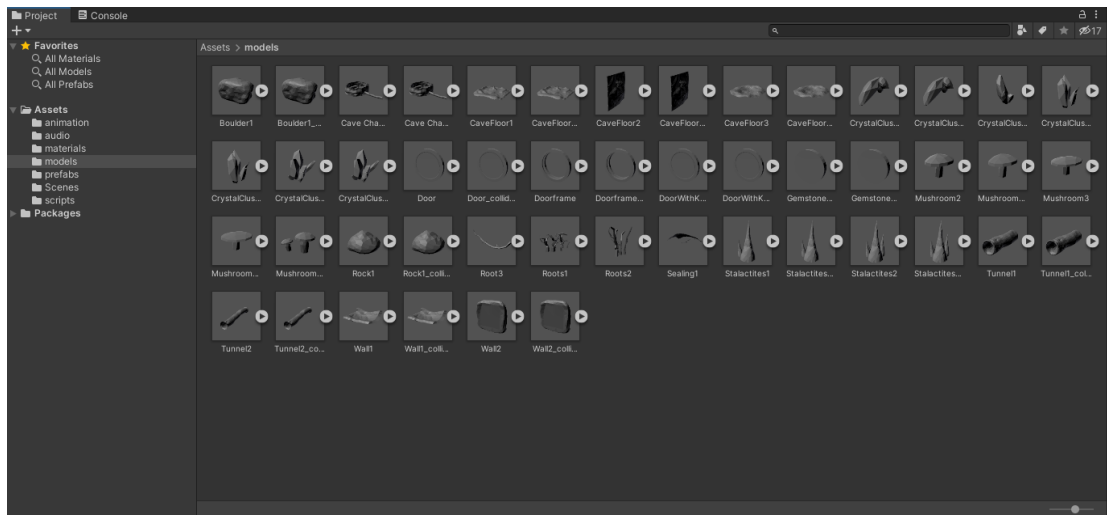 Project
Console
17
Favorites
All Materials
All Models
All Prefabs
Assets
animation
audio
materials
models
prefabs
Scenes
scripts
Packages
Assets > models
Boulder1 Boulder1_... Cave Cha... Cave Cha... CaveFloor1 CaveFloor... CaveFloor2 CaveFloor... CaveFloor3 CaveFloor... CrystalClus... CrystalClus... CrystalClus... CrystalClus...
CrystalClus... CrystalClus... CrystalClus... Door Door_collid... Doorframe Doorframe... DoorWithK... DoorWithK... Gemstone... Gemstone... Mushroom2 Mushroom... Mushroom3
Mushroom... Mushroom... Rock1 Rock1_colli... Root3 Roots1 Roots2 Sealing1 Stalactites1 Stalactites... Stalactites2 Stalactites... Tunnel1 Tunnel1_col...
Tunnel2 Tunnel2_co... Wall1 Wall1_colli... Wall2 Wall2_colli...